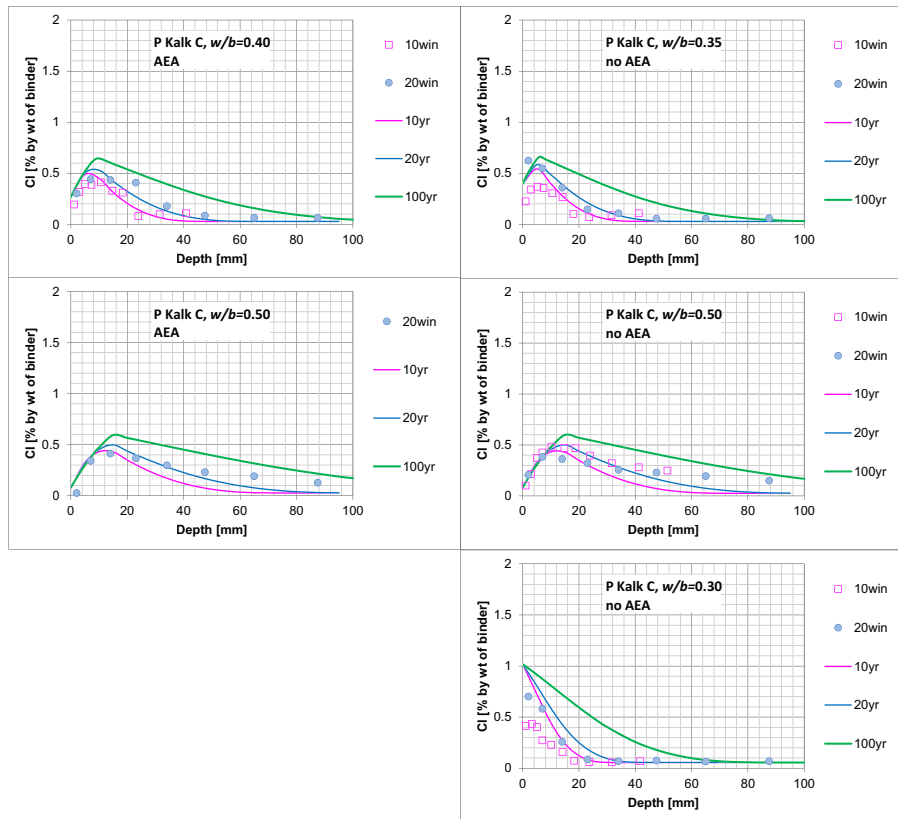 P Kalk C, w/b=0.40
AEA
Cl [% by wt of binder]
2
1.5
1
0.5
0
0 20 40 60 80 100
Depth [mm]
10win
20win
10yr
20yr
100yr
P Kalk C, w/b=0.35
no AEA
Cl [% by wt of binder]
2
1.5
1
0.5
0
0 20 40 60 80 100
Depth [mm]
10win
20win
10yr
20yr
100yr
P Kalk C, w/b=0.50
AEA
Cl [% by wt of binder]
2
1.5
1
0.5
0
0 20 40 60 80 100
Depth [mm]
20win
10yr
20yr
100yr
P Kalk C, w/b=0.50
no AEA
Cl [% by wt of binder]
2
1.5
1
0.5
0
0 20 40 60 80 100
Depth [mm]
10win
20win
10yr
20yr
100yr
P Kalk C, w/b=0.30
no AEA
Cl [% by wt of binder]
2
1.5
1
0.5
0
0 20 40 60 80 100
Depth [mm]
10win
20win
10yr
20yr
100yr